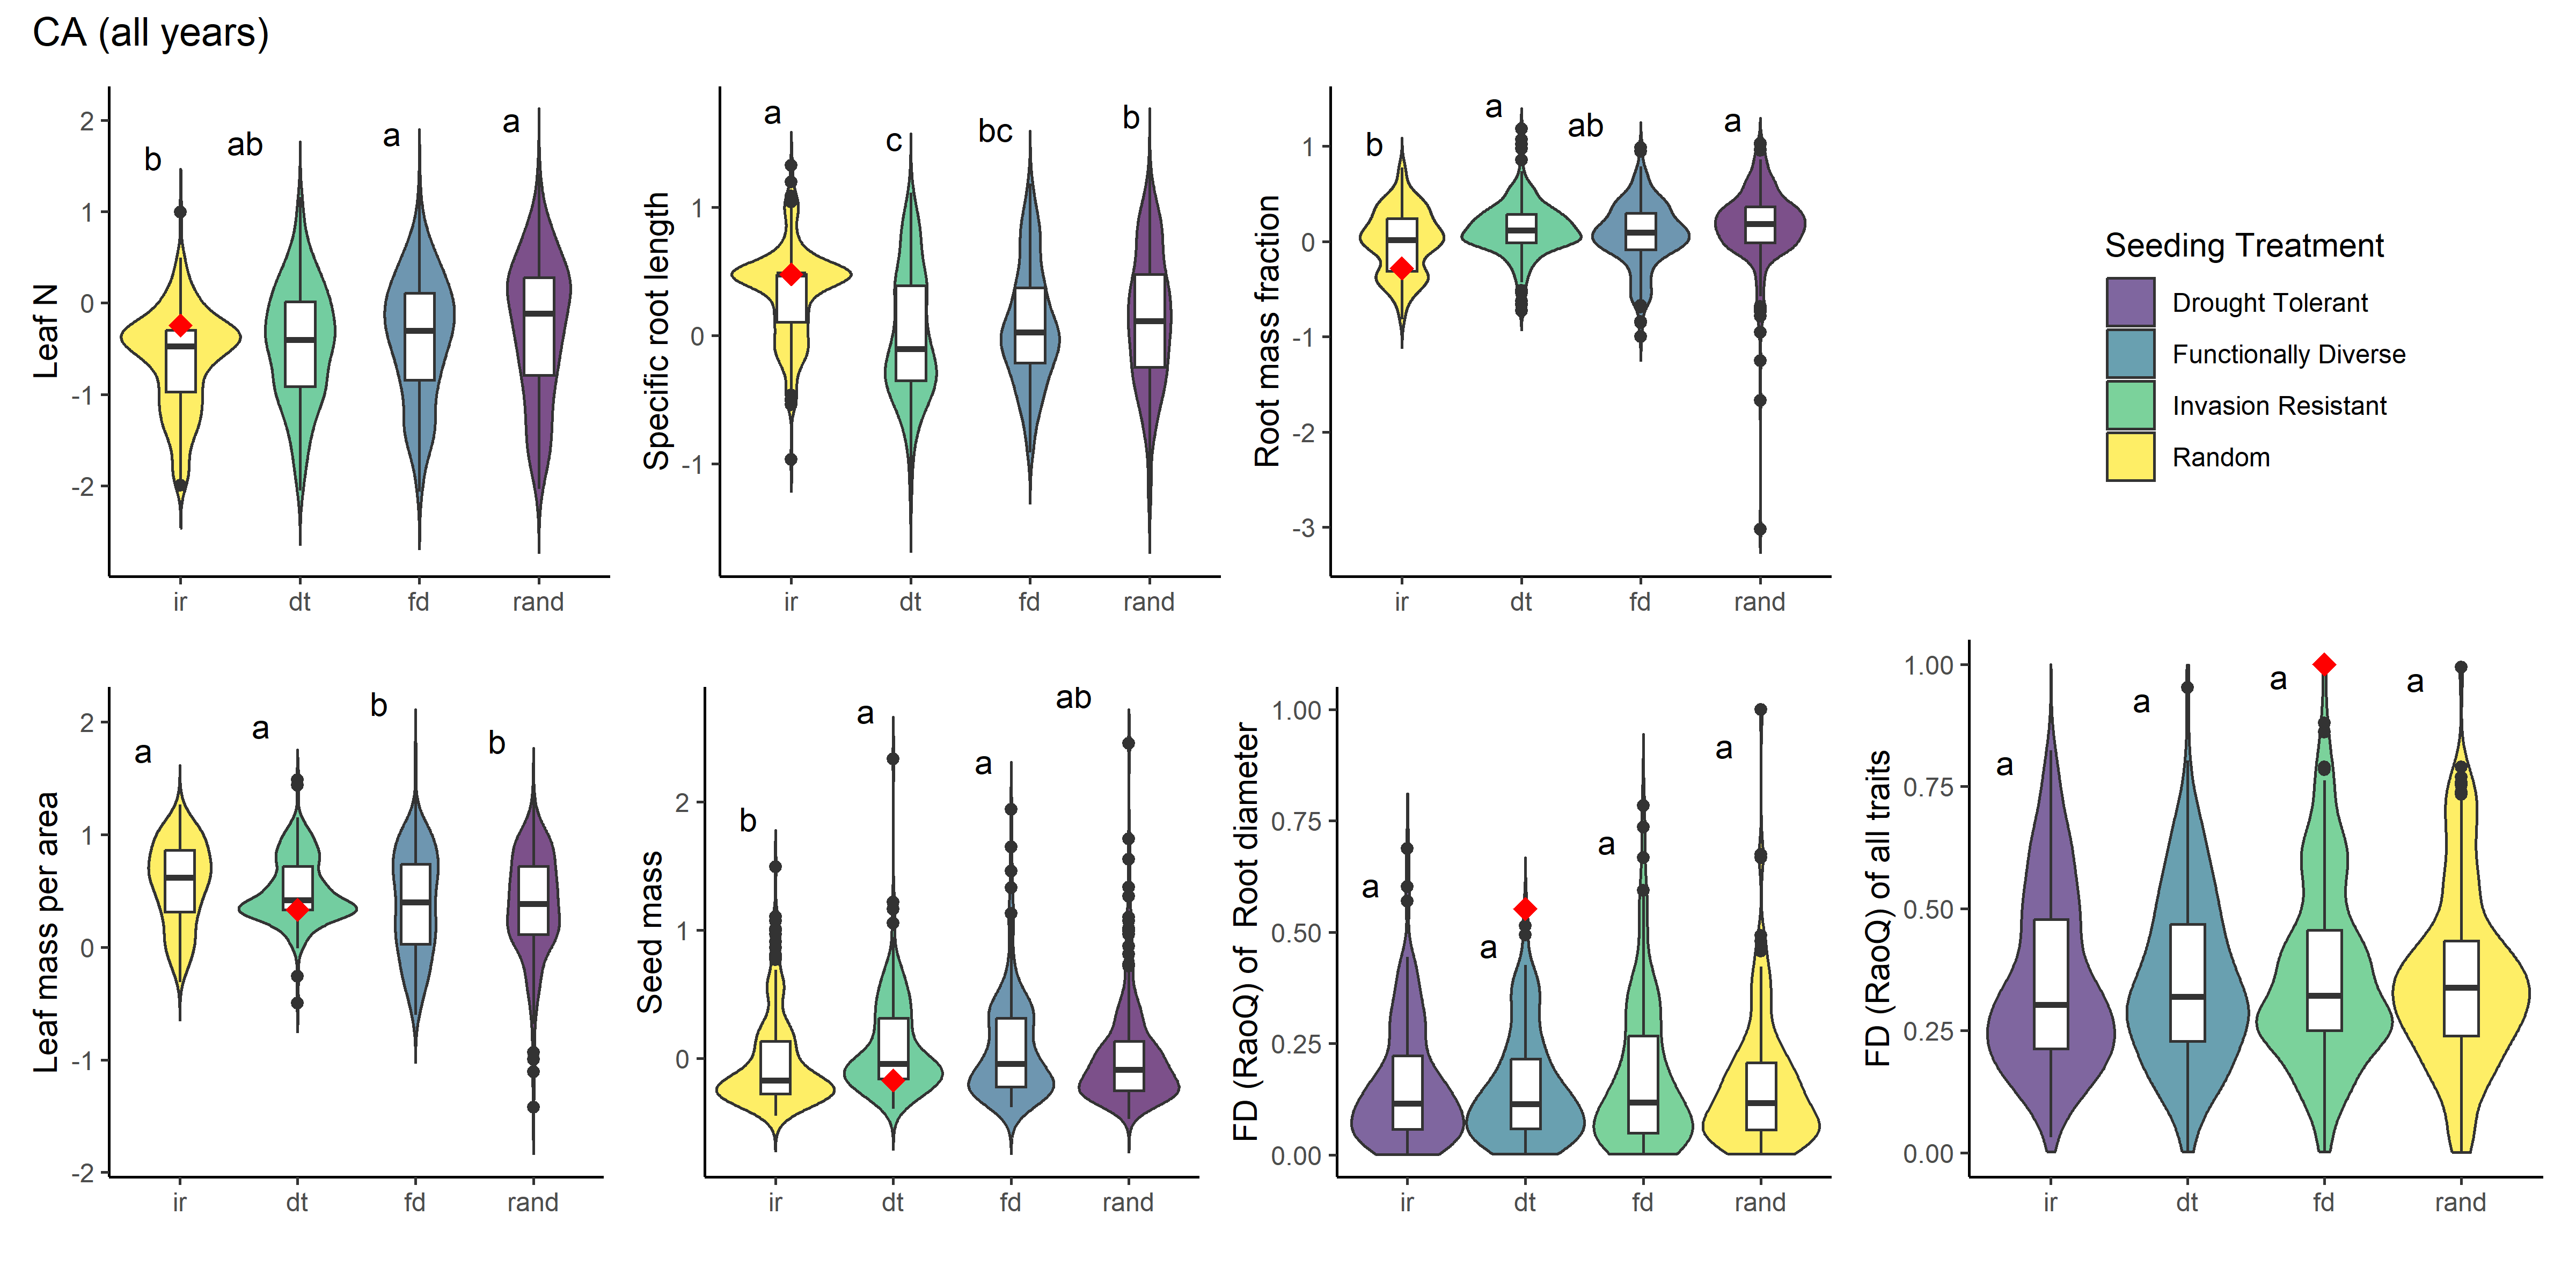 CA (all years)
Leaf N
2
1
0
-1
-2
b
ab
a
a
ir
dt
fd
rand
Specific root length
1
0
-1
a
c
bc
b
ir
dt
fd
rand
Root mass fraction
1
0
-1
-2
-3
b
a
ab
a
ir
dt
fd
rand
Seeding Treatment
Drought Tolerant
Functionally Diverse
Invasion Resistant
Random
Leaf mass per area
2
1
0
-1
-2
a
a
b
b
ir
dt
fd
rand
Seed mass
2
1
0
b
a
a
ab
ir
dt
fd
rand
FD (RaoQ) of Root diameter
1.00
0.75
0.50
0.25
0.00
a
a
a
a
ir
dt
fd
rand
FD (RaoQ) of all traits
1.00
0.75
0.50
0.25
0.00
a
a
a
a
ir
dt
fd
rand